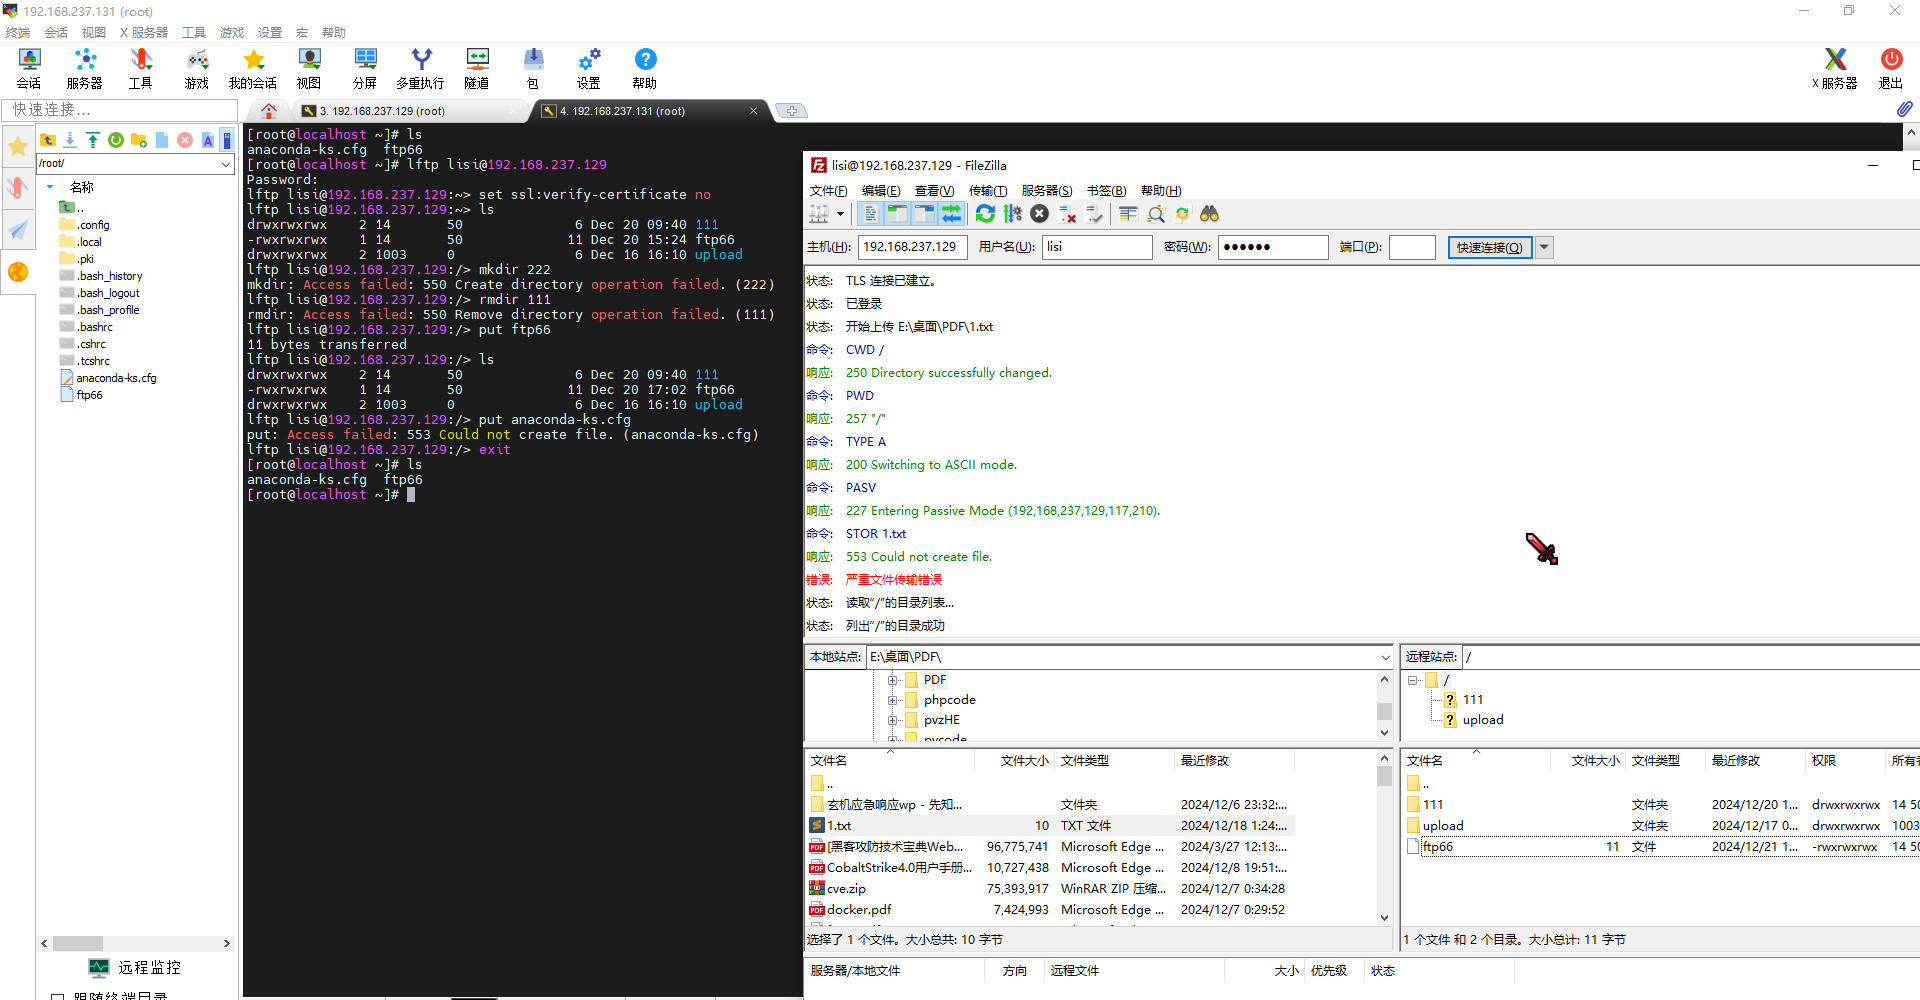 192.168.237.131 (root)
终端 会话 视图 X 服务器 工具 游戏 设置 宏 帮助
会话 服务器 工具 游戏 我的会话 视图 分屏 多重执行 隧道 包 设置 帮助 X 服务器 退出
快速连接...
3. 192.168.237.129 (root)
4. 192.168.237.131 (root)
/root/
名称
..
.config
.local
.pki
.bash_history
.bash_logout
.bash_profile
.bashrc
.cshrc
.tcshrc
anaconda-ks.cfg
ftp66
远程监控
跟随终端目录
[root@localhost ~]# ls
anaconda-ks.cfg  ftp66
[root@localhost ~]# lftp lisi@192.168.237.129
Password:
lftp lisi@192.168.237.129:~> set ssl:verify-certificate no
lftp lisi@192.168.237.129:~> ls
drwxrwxrwx    2 14       50              6 Dec 20 09:40 111
-rwxrwxrwx    1 14       50             11 Dec 20 15:24 ftp66
drwxrwxrwx    2 1003     0               6 Dec 16 16:10 upload
lftp lisi@192.168.237.129:/> mkdir 222
mkdir: Access failed: 550 Create directory operation failed. (222)
lftp lisi@192.168.237.129:/> rmdir 111
rmdir: Access failed: 550 Remove directory operation failed. (111)
lftp lisi@192.168.237.129:/> put ftp66
11 bytes transferred
lftp lisi@192.168.237.129:/> ls
drwxrwxrwx    2 14       50              6 Dec 20 09:40 111
-rwxrwxrwx    1 14       50             11 Dec 20 17:02 ftp66
drwxrwxrwx    2 1003     0               6 Dec 16 16:10 upload
lftp lisi@192.168.237.129:/> put anaconda-ks.cfg
put: Access failed: 553 Could not create file. (anaconda-ks.cfg)
lftp lisi@192.168.237.129:/> exit
[root@localhost ~]# ls
anaconda-ks.cfg  ftp66
[root@localhost ~]#
lisi@192.168.237.129 - FileZilla
文件(F) 编辑(E) 查看(V) 传输(T) 服务器(S) 书签(B) 帮助(H)
主机(H): 192.168.237.129 用户名(U): lisi 密码(W): ●●●●●● 端口(P): 快速连接(Q)
状态: TLS 连接已建立。
状态: 已登录
状态: 开始上传 E:\桌面\PDF\1.txt
命令: CWD /
响应: 250 Directory successfully changed.
命令: PWD
响应: 257 "/"
命令: TYPE A
响应: 200 Switching to ASCII mode.
命令: PASV
响应: 227 Entering Passive Mode (192,168,237,129,117,210).
命令: STOR 1.txt
响应: 553 Could not create file.
错误: 严重文件传输错误
状态: 读取“/”的目录列表...
状态: 列出“/”的目录成功
本地站点: E:\桌面\PDF\
PDF
phpcode
pvzHE
pycode
文件名 文件大小 文件类型 最近修改
..
玄机应急响应wp - 先知... 文件夹 2024/12/6 23:32:...
1.txt 10 TXT 文件 2024/12/18 1:24:...
[黑客攻防技术宝典Web... 96,775,741 Microsoft Edge ... 2024/3/27 12:13:...
CobaltStrike4.0用户手册... 10,727,438 Microsoft Edge ... 2024/12/8 19:51:...
cve.zip 75,393,917 WinRAR ZIP 压缩... 2024/12/7 0:34:28
docker.pdf 7,424,993 Microsoft Edge ... 2024/12/7 0:29:52
选择了 1 个文件。大小总共: 10 字节
远程站点: /
/
111
upload
文件名 文件大小 文件类型 最近修改 权限 所有者
..
111 文件夹 2024/12/20 1... drwxrwxrwx 14 50
upload 文件夹 2024/12/17 0... drwxrwxrwx 1003
ftp66 11 文件 2024/12/21 1... -rwxrwxrwx 14 50
1 个文件 和 2 个目录。大小总计: 11 字节
服务器/本地文件 方向 远程文件 大小 优先级 状态